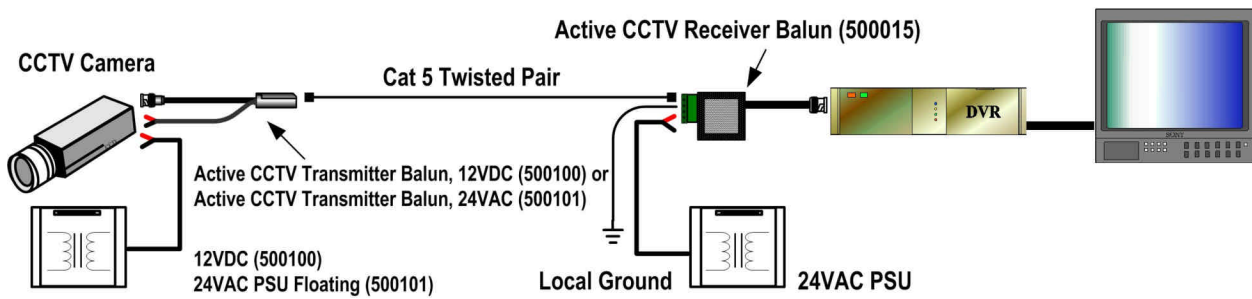 Active CCTV Receiver Balun (500015)
CCTV Camera
Cat 5 Twisted Pair
DVR
SONY
Active CCTV Transmitter Balun, 12VDC (500100) or
Active CCTV Transmitter Balun, 24VAC (500101)
12VDC (500100)
24VAC PSU Floating (500101)
Local Ground
24VAC PSU